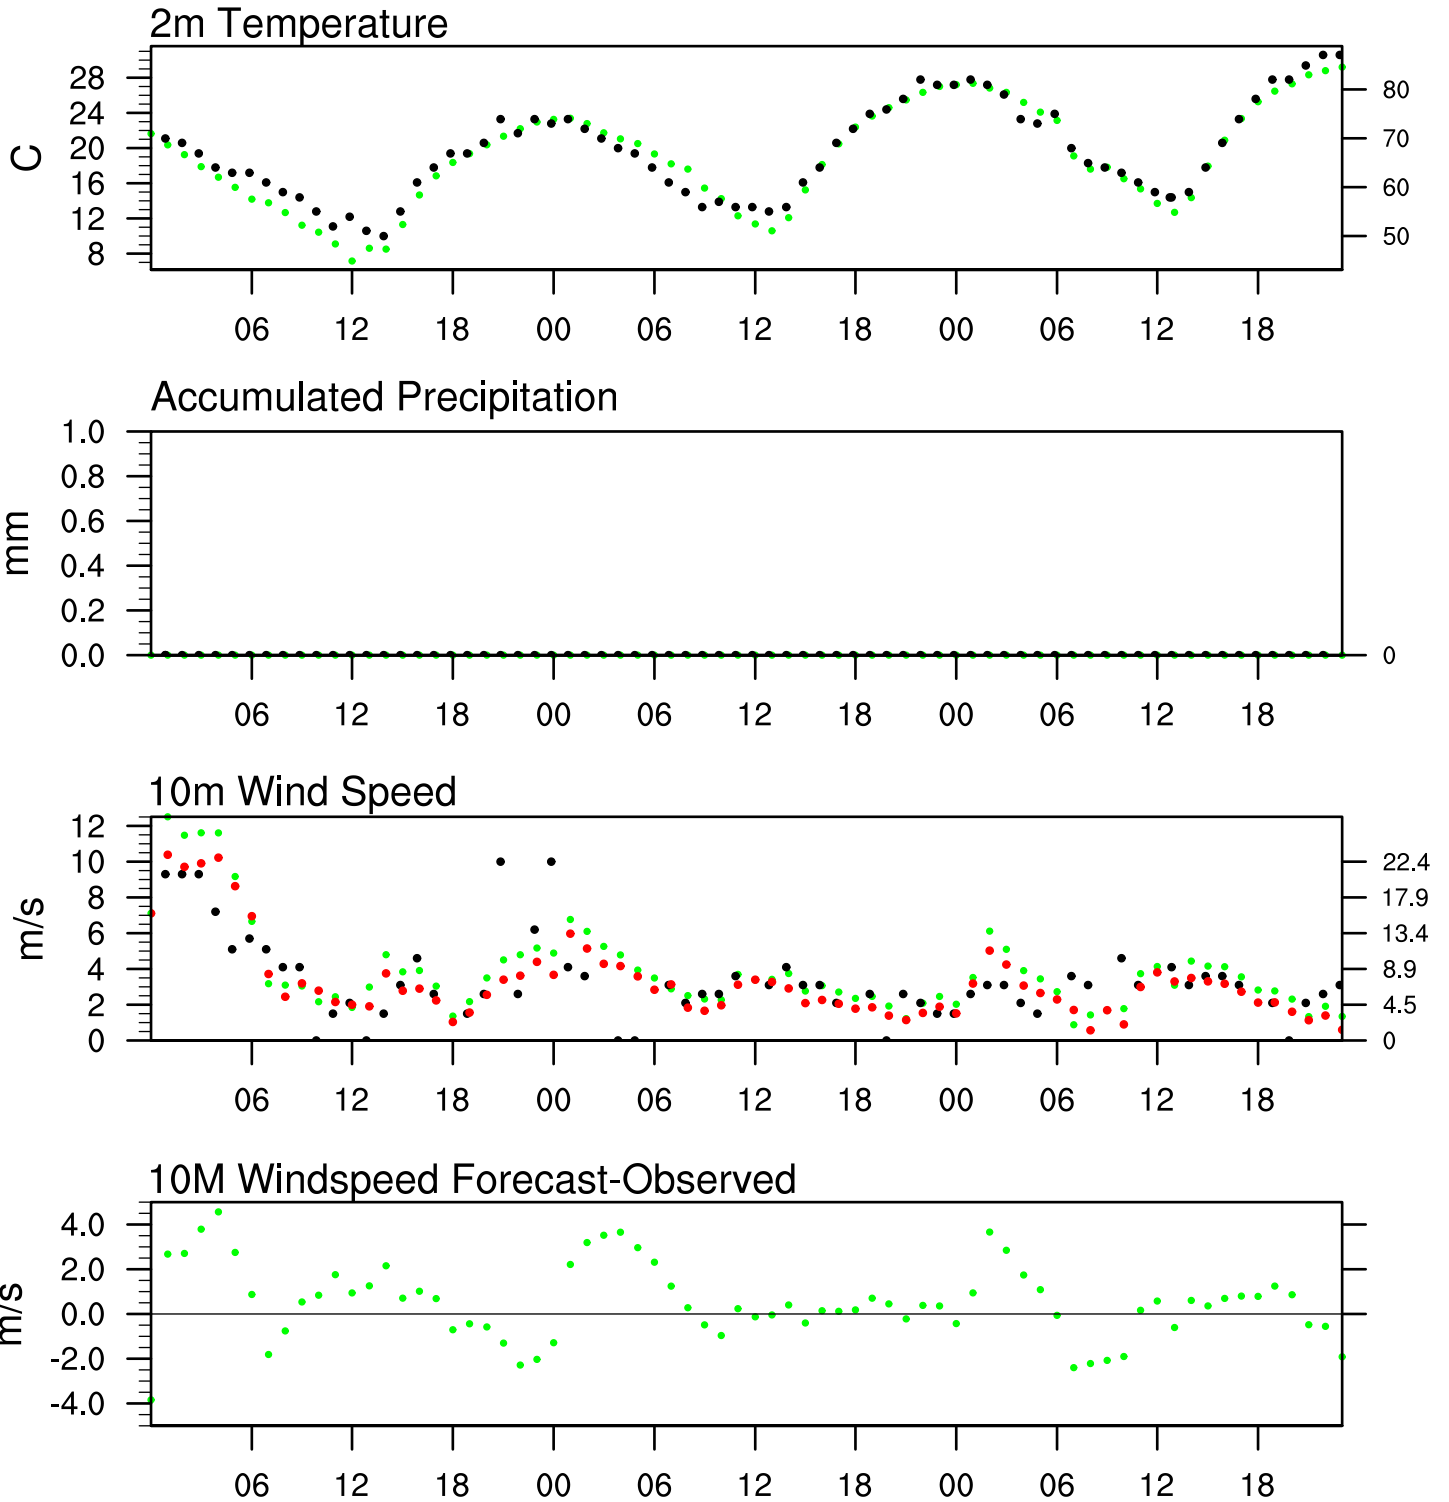 2m Temperature
C
28
24
20
16
12
8
80
70
60
50
06 12 18 00 06 12 18 00 06 12 18
Accumulated Precipitation
mm
1.0
0.8
0.6
0.4
0.2
0.0
0
06 12 18 00 06 12 18 00 06 12 18
10m Wind Speed
m/s
12
10
8
6
4
2
0
22.4
17.9
13.4
8.9
4.5
0
06 12 18 00 06 12 18 00 06 12 18
10M Windspeed Forecast-Observed
m/s
4.0
2.0
0.0
-2.0
-4.0
06 12 18 00 06 12 18 00 06 12 18